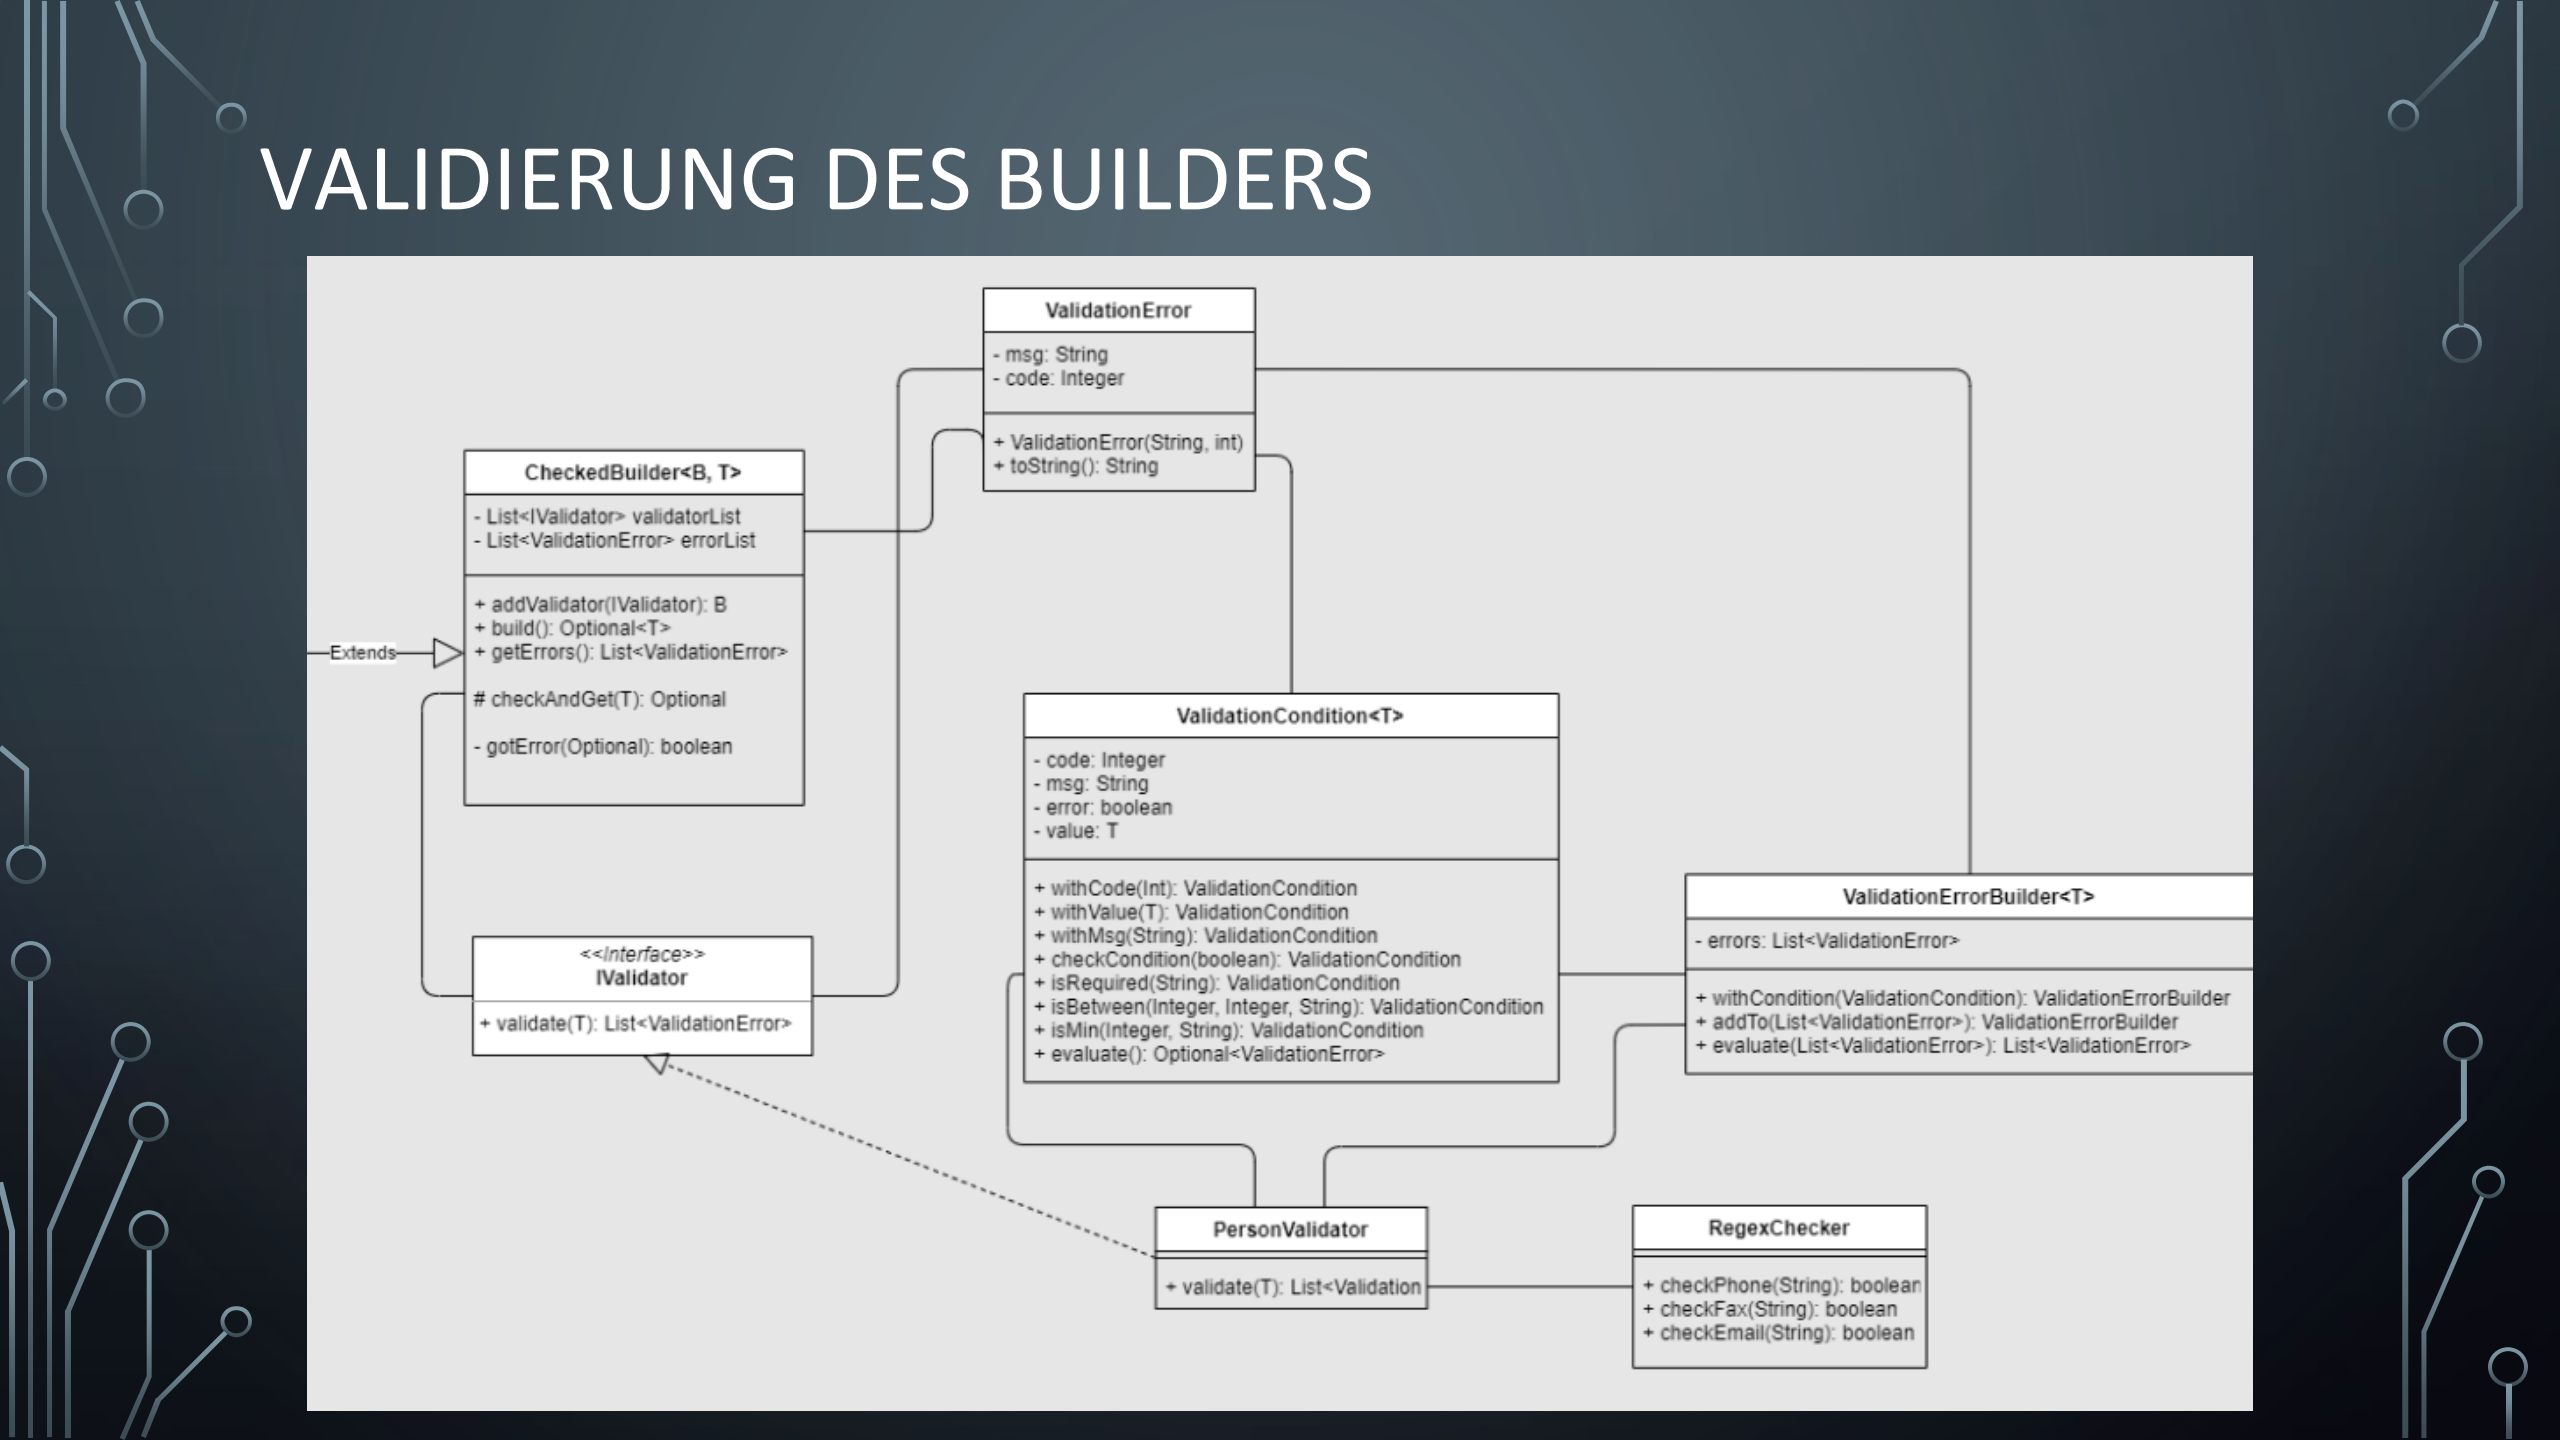 VALIDIERUNG DES BUILDERS
ValidationError
- msg: String
- code: Integer
+ ValidationError(String, int)
+ toString(): String
CheckedBuilder<B, T>
- List<IValidator> validatorList
- List<ValidationError> errorList
+ addValidator(IValidator): B
+ build(): Optional<T>
+ getErrors(): List<ValidationError>
# checkAndGet(T): Optional
- gotError(Optional): boolean
Extends
ValidationCondition<T>
- code: Integer
- msg: String
- error: boolean
- value: T
+ withCode(Int): ValidationCondition
+ withValue(T): ValidationCondition
+ withMsg(String): ValidationCondition
+ checkCondition(boolean): ValidationCondition
+ isRequired(String): ValidationCondition
+ isBetween(Integer, Integer, String): ValidationCondition
+ isMin(Integer, String): ValidationCondition
+ evaluate(): Optional<ValidationError>
ValidationErrorBuilder<T>
- errors: List<ValidationError>
+ withCondition(ValidationCondition): ValidationErrorBuilder
+ addTo(List<ValidationError>): ValidationErrorBuilder
+ evaluate(List<ValidationError>): List<ValidationError>
<<Interface>>
IValidator
+ validate(T): List<ValidationError>
PersonValidator
+ validate(T): List<Validation
RegexChecker
+ checkPhone(String): boolean
+ checkFax(String): boolean
+ checkEmail(String): boolean